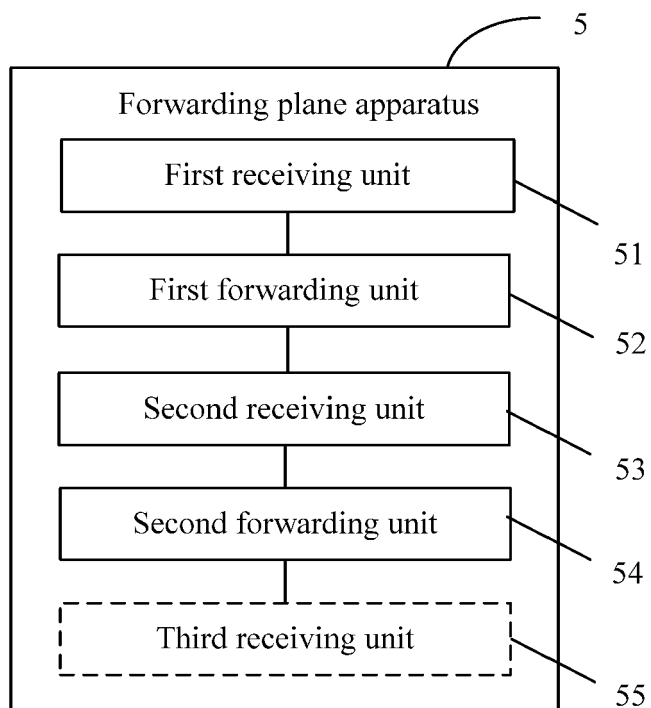 5
Forwarding plane apparatus
First receiving unit
51
First forwarding unit
52
Second receiving unit
53
Second forwarding unit
54
Third receiving unit
55